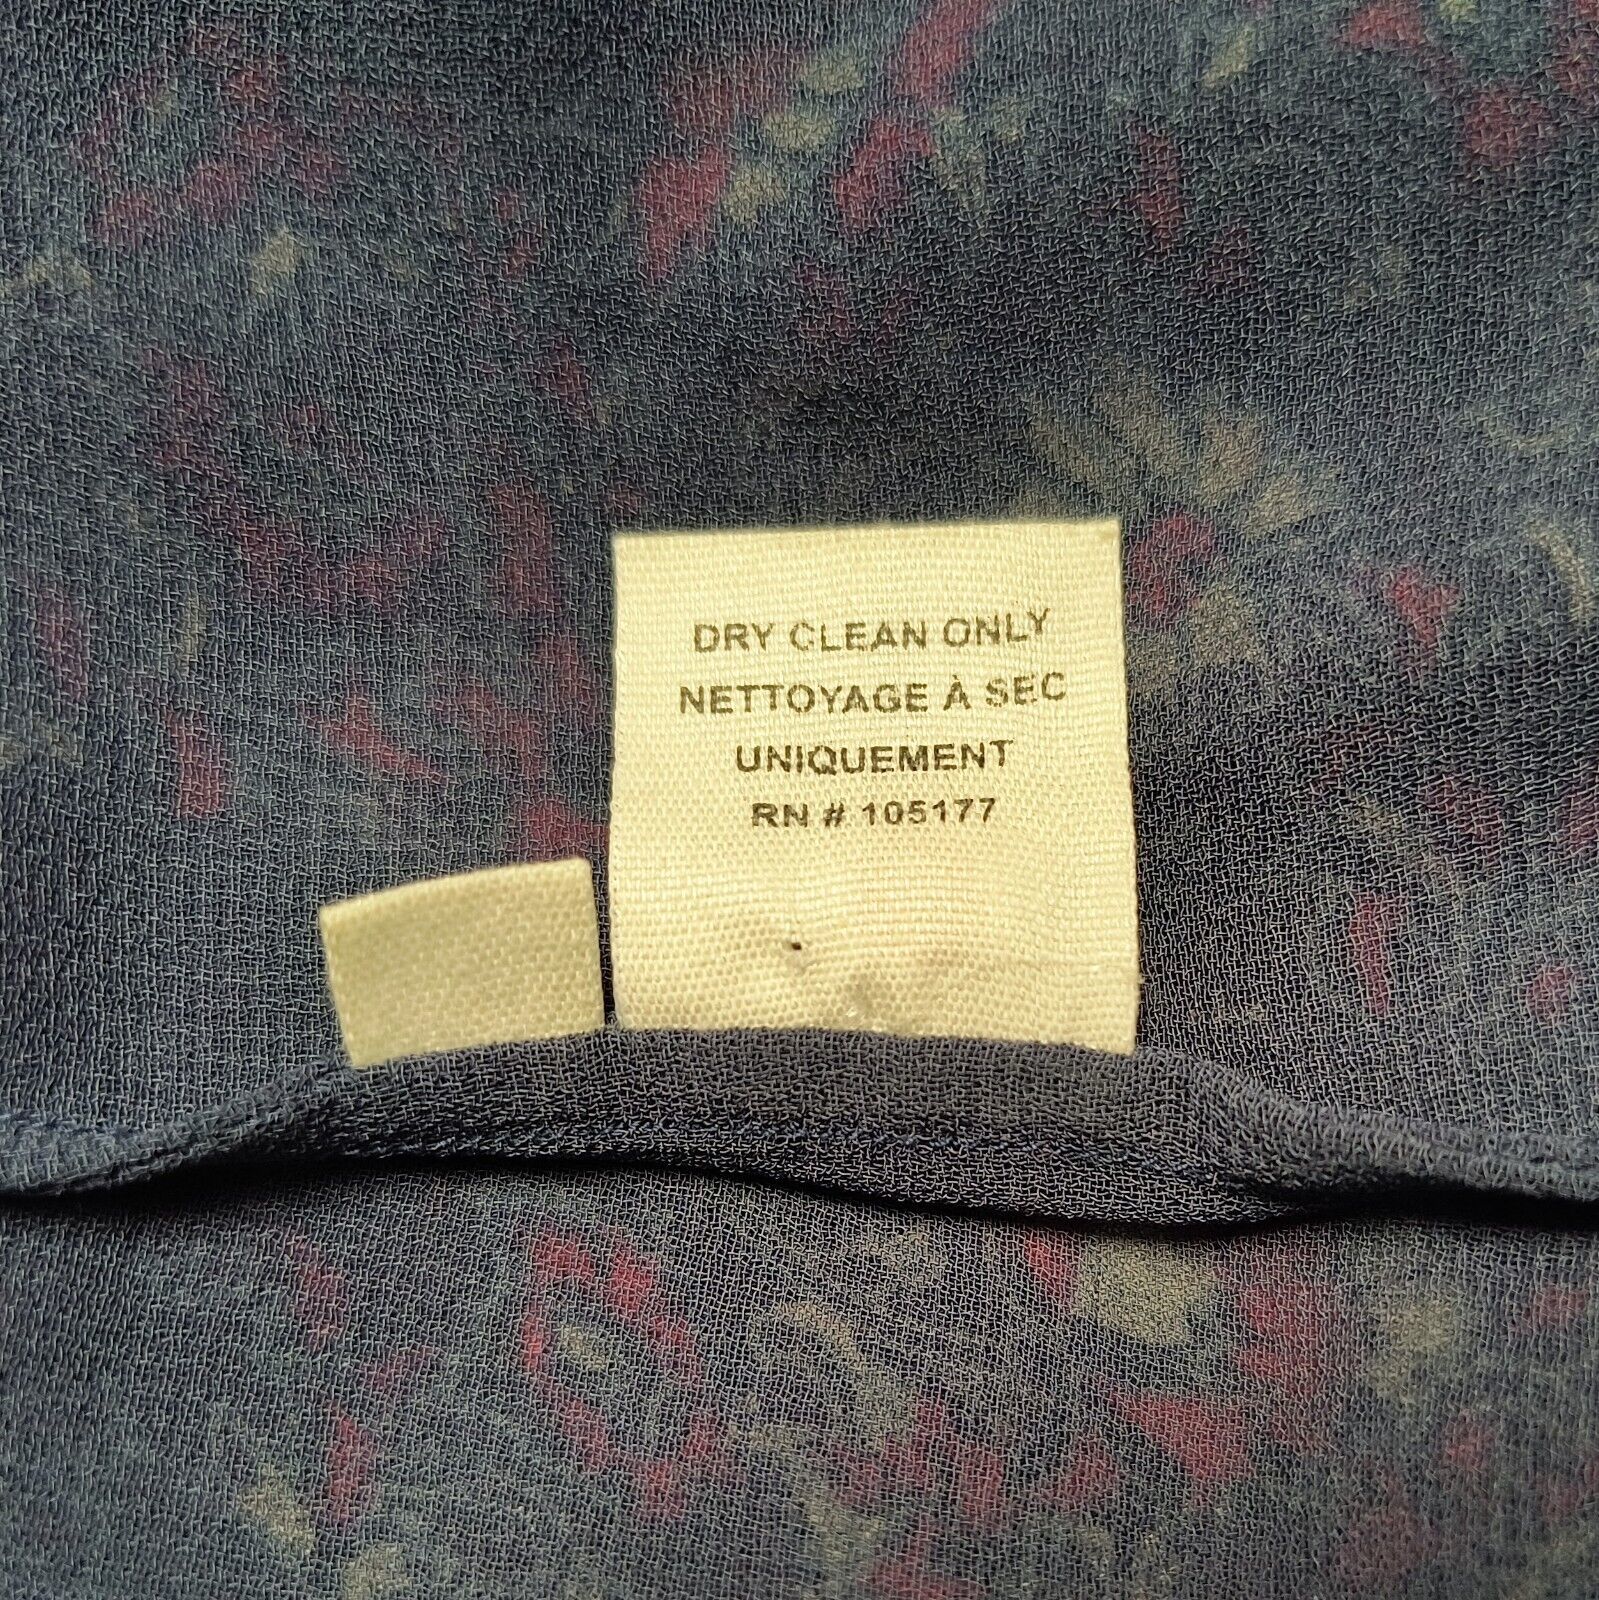 DRY CLEAN ONLY
NETTOYAGE À SEC
UNIQUEMENT
RN # 105177